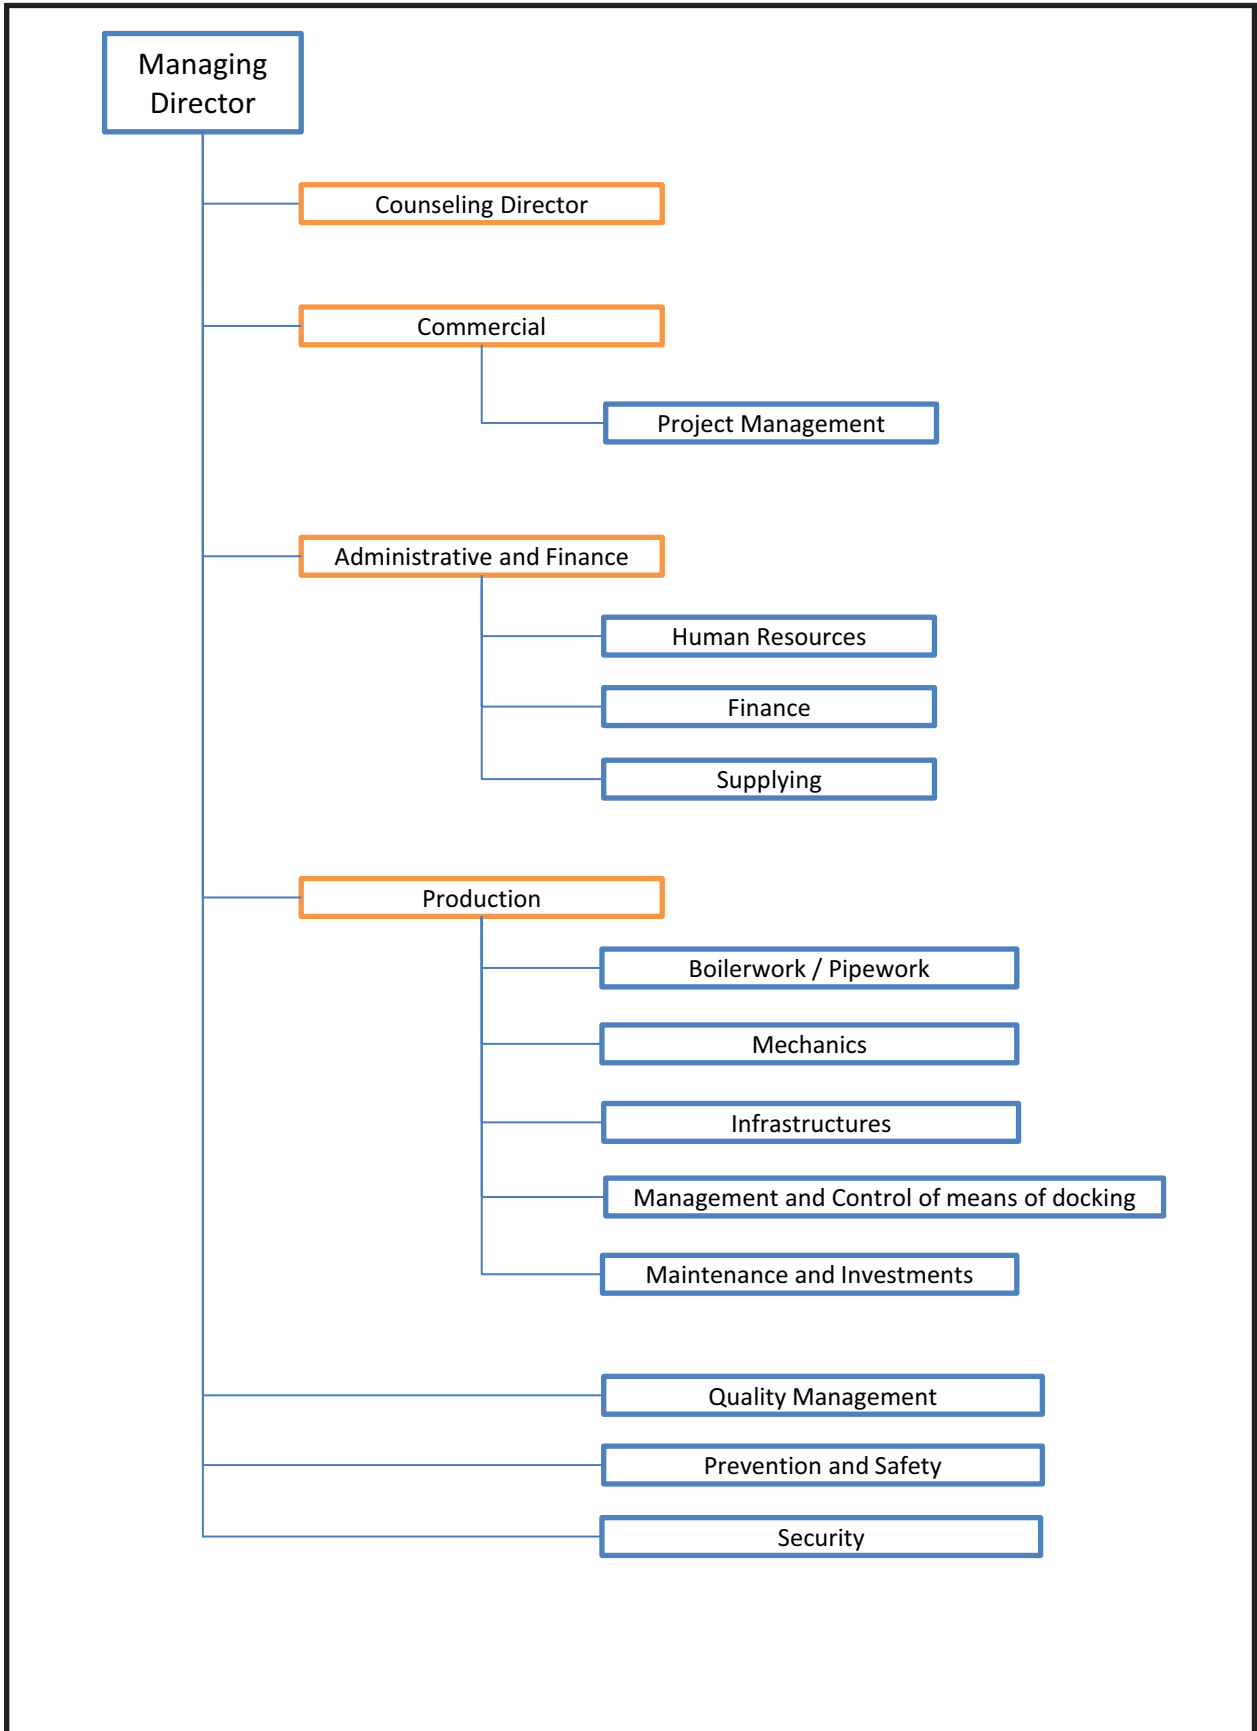 Managing
Director
Counseling Director
Commercial
Project Management
Administrative and Finance
Human Resources
Finance
Supplying
Production
Boilerwork / Pipework
Mechanics
Infrastructures
Management and Control of means of docking
Maintenance and Investments
Quality Management
Prevention and Safety
Security